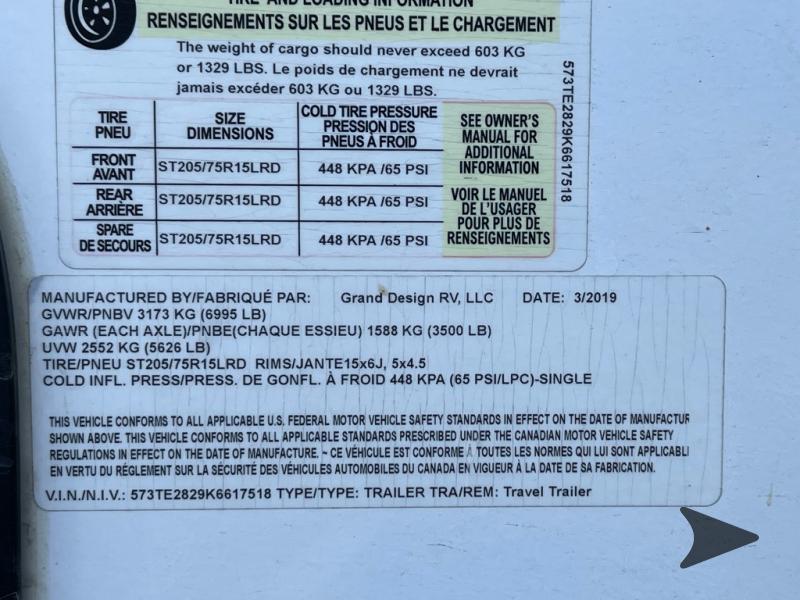 TIRE AND LOADING INFORMATION
RENSEIGNEMENTS SUR LES PNEUS ET LE CHARGEMENT
The weight of cargo should never exceed 603 KG
or 1329 LBS. Le poids de chargement ne devrait
jamais excéder 603 KG ou 1329 LBS.
TIRE
PNEU
SIZE
DIMENSIONS
COLD TIRE PRESSURE
PRESSION DES
PNEUS À FROID
SEE OWNER'S
MANUAL FOR
ADDITIONAL
INFORMATION
FRONT
AVANT
ST205/75R15LRD
448 KPA /65 PSI
REAR
ARRIÈRE
ST205/75R15LRD
448 KPA /65 PSI
VOIR LE MANUEL
DE L'USAGER
POUR PLUS DE
RENSEIGNEMENTS
SPARE
DE SECOURS
ST205/75R15LRD
448 KPA /65 PSI
573TE2829K6617518
MANUFACTURED BY/FABRIQUÉ PAR: Grand Design RV, LLC DATE: 3/2019
GVWR/PNBV 3173 KG (6995 LB)
GAWR (EACH AXLE)/PNBE(CHAQUE ESSIEU) 1588 KG (3500 LB)
UVW 2552 KG (5626 LB)
TIRE/PNEU ST205/75R15LRD RIMS/JANTE15x6J, 5x4.5
COLD INFL. PRESS/PRESS. DE GONFL. À FROID 448 KPA (65 PSI/LPC)-SINGLE
THIS VEHICLE CONFORMS TO ALL APPLICABLE U.S. FEDERAL MOTOR VEHICLE SAFETY STANDARDS IN EFFECT ON THE DATE OF MANUFACTUR
SHOWN ABOVE. THIS VEHICLE CONFORMS TO ALL APPLICABLE STANDARDS PRESCRIBED UNDER THE CANADIAN MOTOR VEHICLE SAFETY
REGULATIONS IN EFFECT ON THE DATE OF MANUFACTURE. ~ CE VÉHICULE EST CONFORME À TOUTES LES NORMES QUI LUI SONT APPLICABLI
EN VERTU DU RÉGLEMENT SUR LA SÉCURITÉ DES VÉHICULES AUTOMOBILES DU CANADA EN VIGUEUR À LA DATE DE SA FABRICATION.
V.I.N./N.I.V.: 573TE2829K6617518 TYPE/TYPE: TRAILER TRA/REM: Travel Trailer